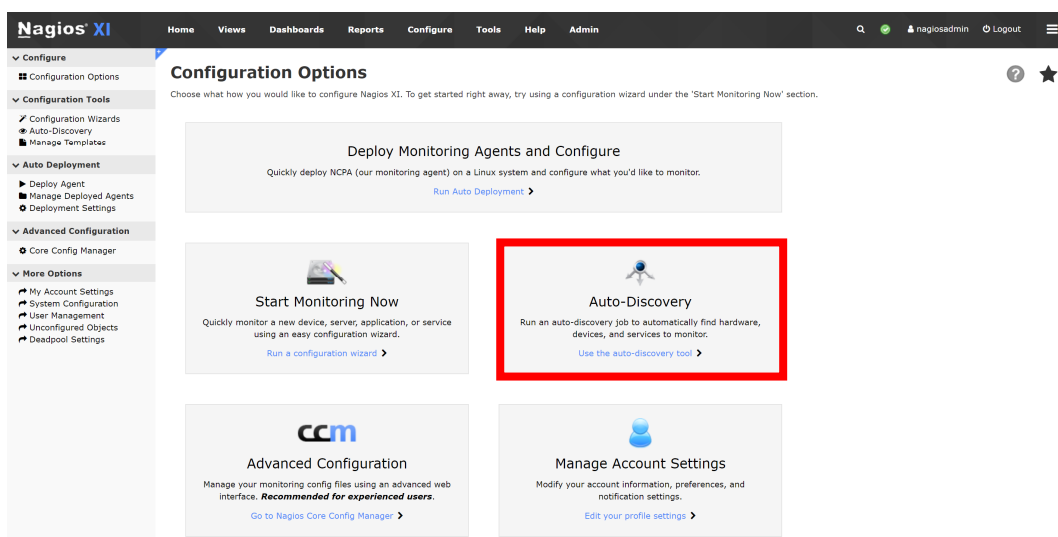 Nagios® XI
Home Views Dashboards Reports Configure Tools Help Admin
nagiosadmin Logout
Configure
Configuration Options
Configuration Tools
Configuration Wizards
Auto-Discovery
Manage Templates
Auto Deployment
Deploy Agent
Manage Deployed Agents
Deployment Settings
Advanced Configuration
Core Config Manager
More Options
My Account Settings
System Configuration
User Management
Unconfigured Objects
Deadpool Settings
Configuration Options
Choose what how you would like to configure Nagios XI. To get started right away, try using a configuration wizard under the 'Start Monitoring Now' section.
Deploy Monitoring Agents and Configure
Quickly deploy NCPA (our monitoring agent) on a Linux system and configure what you'd like to monitor.
Run Auto Deployment
Start Monitoring Now
Quickly monitor a new device, server, application, or service
using an easy configuration wizard.
Run a configuration wizard
Auto-Discovery
Run an auto-discovery job to automatically find hardware,
devices, and services to monitor.
Use the auto-discovery tool
ccm
Advanced Configuration
Manage your monitoring config files using an advanced web
interface. Recommended for experienced users.
Go to Nagios Core Config Manager
Manage Account Settings
Modify your account information, preferences, and
notification settings.
Edit your profile settings